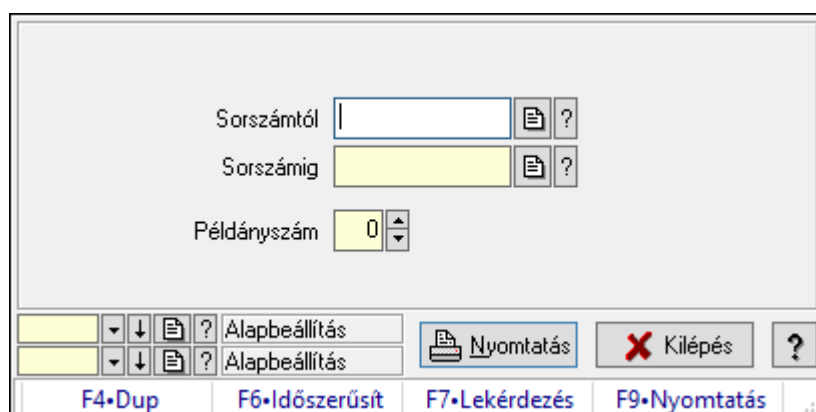 Sorszámtól ?
Sorszámig ?
Példányszám 0
? Alapbeállítás
? Alapbeállítás
Nyomtatás Kilépés ?
F4•Dup F6•Időszerűsít F7•Lekérdezés F9•Nyomtatás